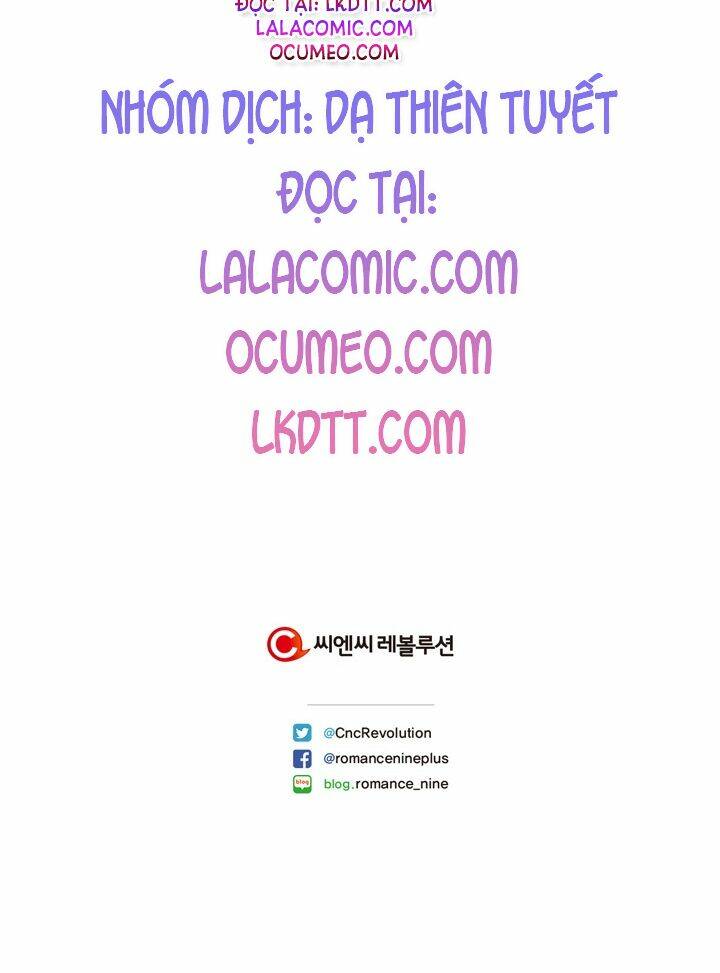 ĐỌC TẠI: LKDTT.COM
LALACOMIC.COM
OCUMEO.COM
NHÓM DỊCH: DẠ THIÊN TUYẾT
ĐỌC TẠI:
LALACOMIC.COM
OCUMEO.COM
LKDTT.COM
씨엔씨레볼루션
@CncRevolution
@romancenineplus
blog
blog.romance_nine